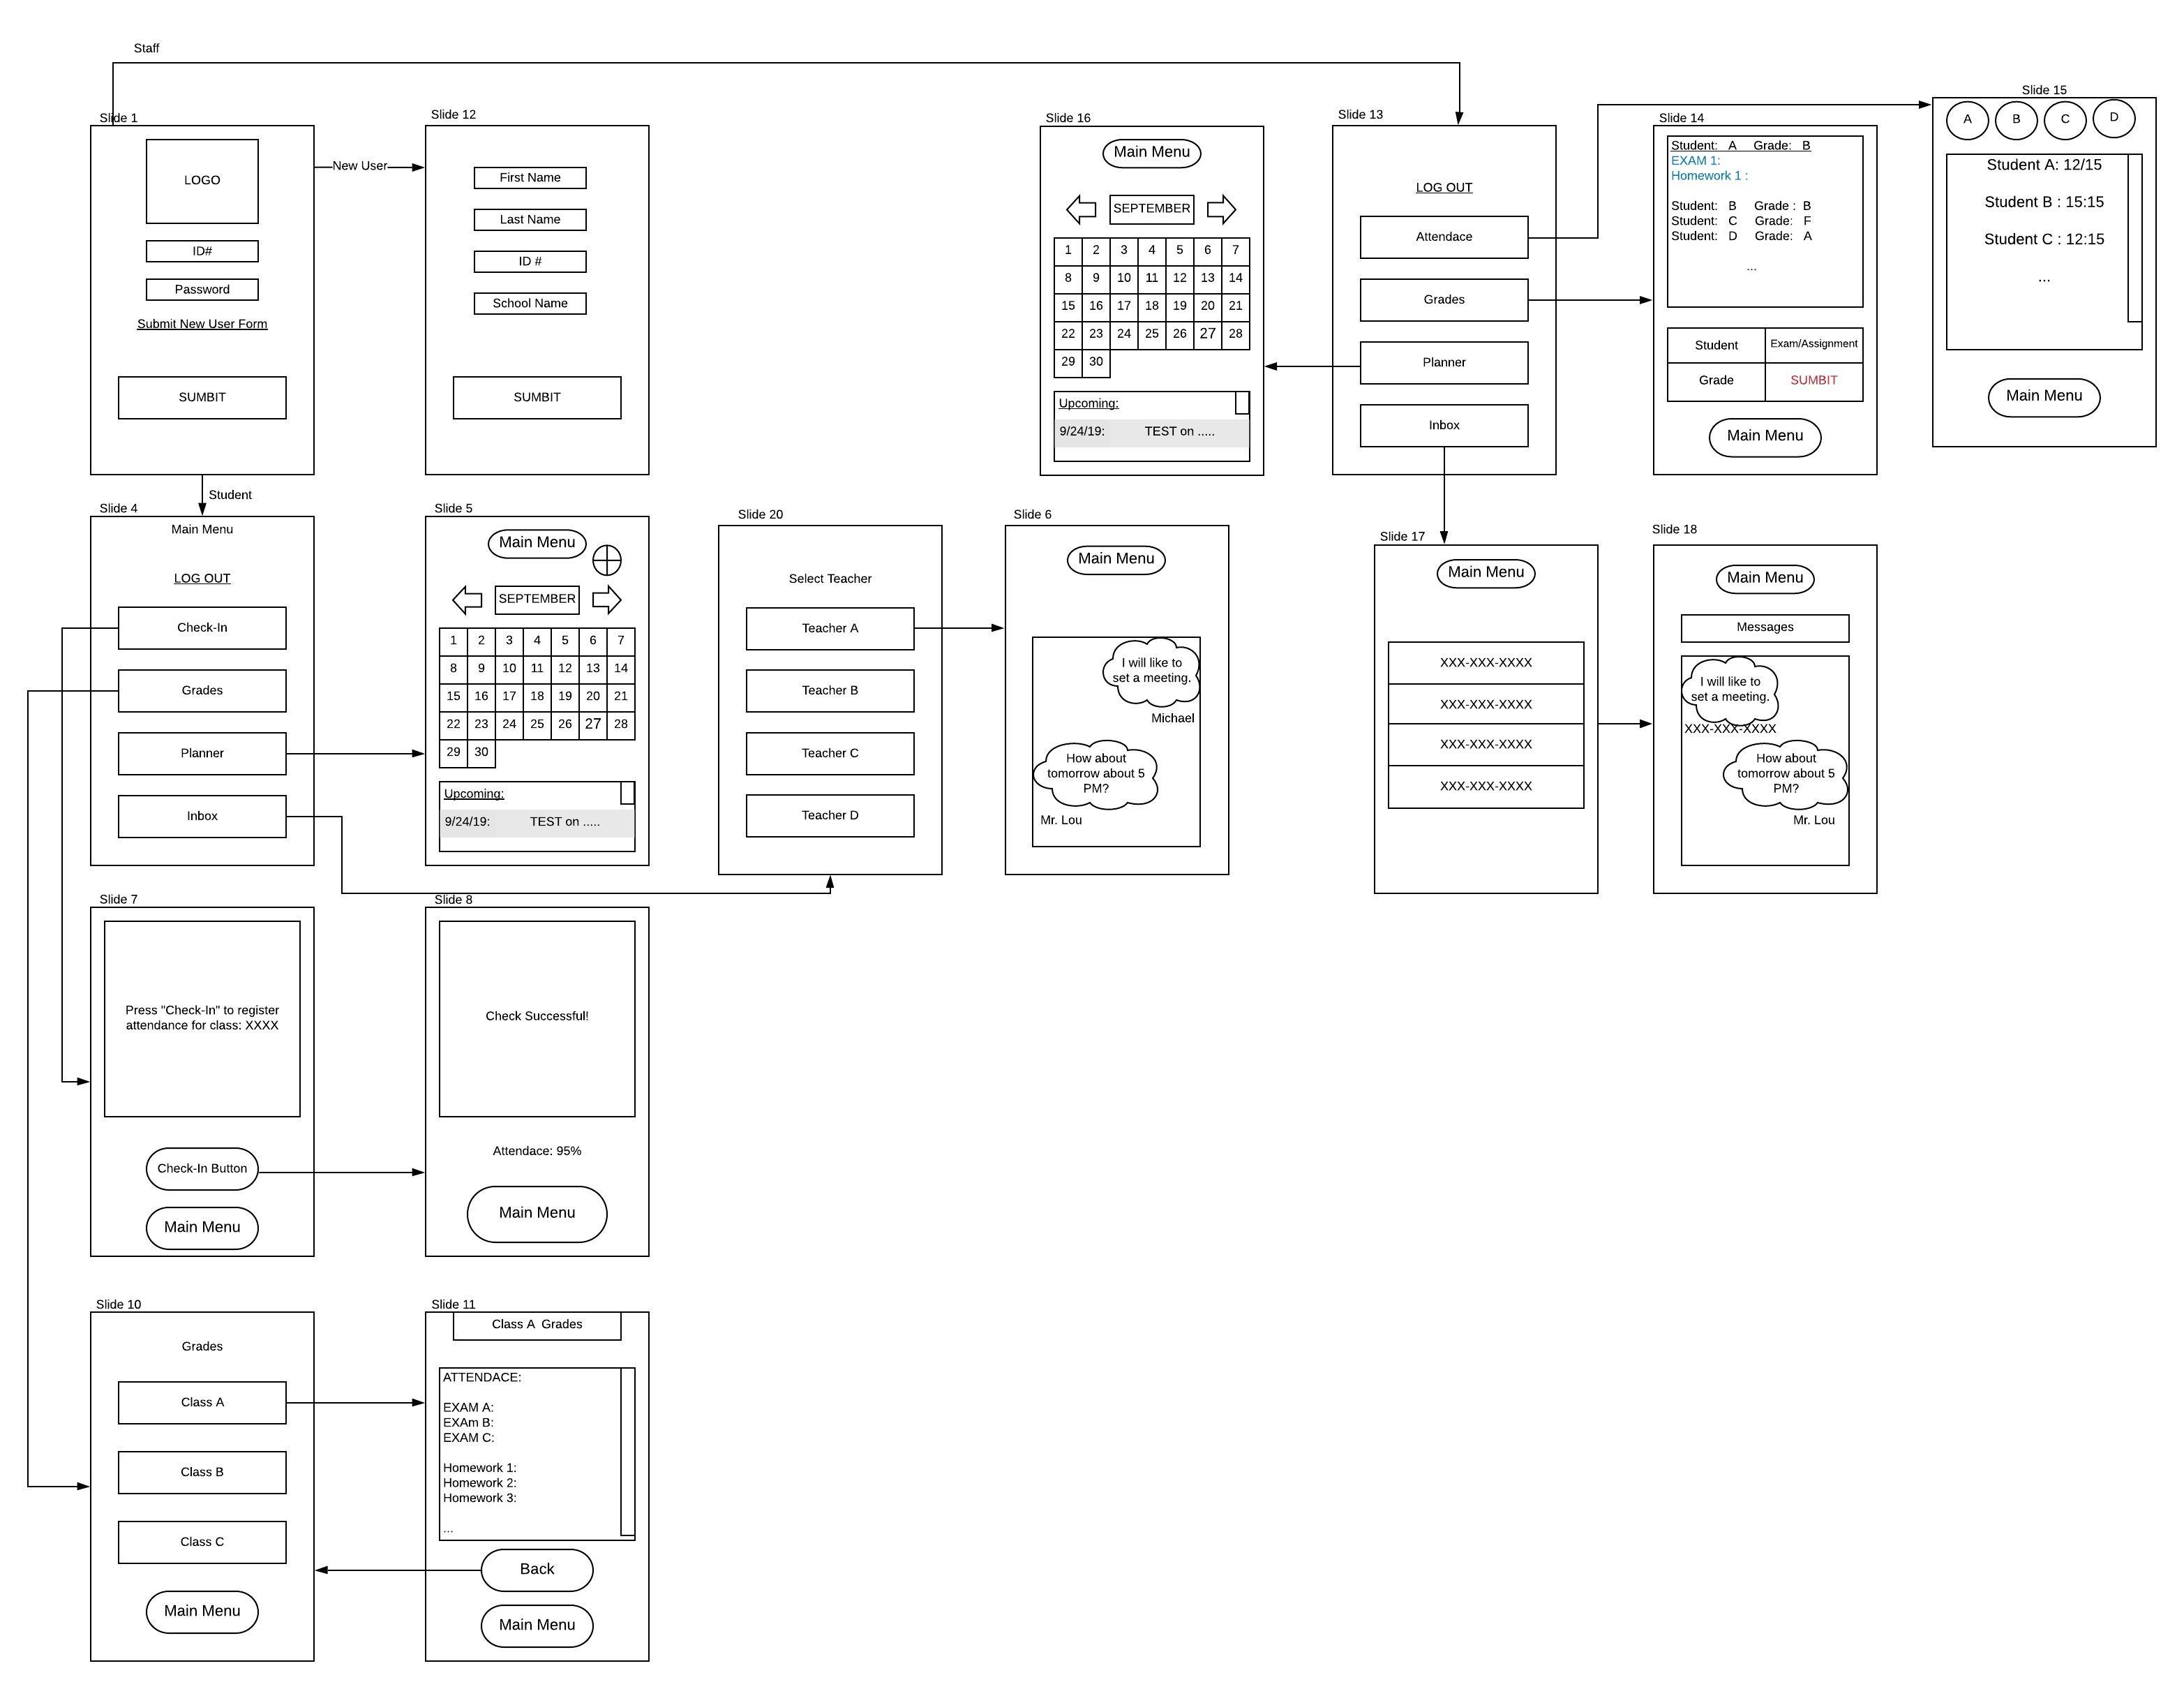 Staff
Slide 1
LOGO
ID#
Password
Submit New User Form
SUMBIT
New User
Slide 12
First Name
Last Name
ID #
School Name
SUMBIT
Slide 16
Main Menu
SEPTEMBER
1 2 3 4 5 6 7
8 9 10 11 12 13 14
15 16 17 18 19 20 21
22 23 24 25 26 27 28
29 30
Upcoming:
9/24/19: TEST on .....
Slide 13
LOG OUT
Attendace
Grades
Planner
Inbox
Slide 14
Student: A Grade: B
EXAM 1:
Homework 1 :
Student: B Grade : B
Student: C Grade: F
Student: D Grade: A
...
Student Exam/Assignment
Grade SUMBIT
Main Menu
Slide 15
A B C D
Student A: 12/15
Student B : 15:15
Student C : 12:15
...
Main Menu
Student
Slide 4
Main Menu
LOG OUT
Check-In
Grades
Planner
Inbox
Slide 5
Main Menu
SEPTEMBER
1 2 3 4 5 6 7
8 9 10 11 12 13 14
15 16 17 18 19 20 21
22 23 24 25 26 27 28
29 30
Upcoming:
9/24/19: TEST on .....
Slide 20
Select Teacher
Teacher A
Teacher B
Teacher C
Teacher D
Slide 6
Main Menu
I will like to
set a meeting.
Michael
How about
tomorrow about 5
PM?
Mr. Lou
Slide 17
Main Menu
XXX-XXX-XXXX
XXX-XXX-XXXX
XXX-XXX-XXXX
XXX-XXX-XXXX
Slide 18
Main Menu
Messages
I will like to
set a meeting.
XXX-XXX-XXXX
How about
tomorrow about 5
PM?
Mr. Lou
Slide 7
Press "Check-In" to register
attendance for class: XXXX
Check-In Button
Main Menu
Slide 8
Check Successful!
Attendace: 95%
Main Menu
Slide 10
Grades
Class A
Class B
Class C
Main Menu
Slide 11
Class A Grades
ATTENDACE:
EXAM A:
EXAm B:
EXAM C:
Homework 1:
Homework 2:
Homework 3:
...
Back
Main Menu